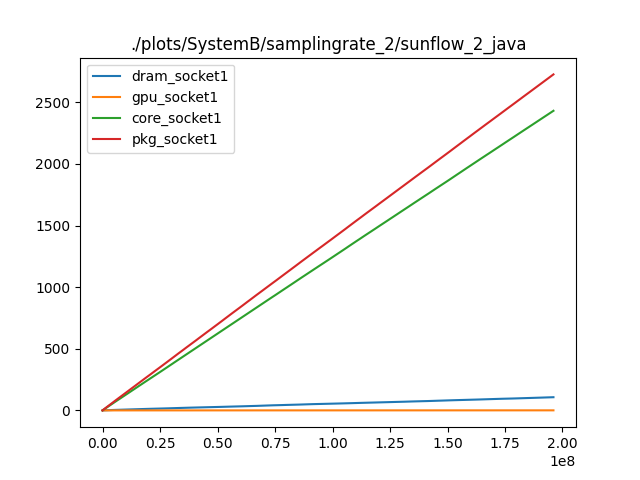 ./plots/SystemB/samplingrate_2/sunflow_2_java
dram_socket1
gpu_socket1
core_socket1
pkg_socket1
2500
2000
1500
1000
500
0
0.00 0.25 0.50 0.75 1.00 1.25 1.50 1.75 2.00
1e8